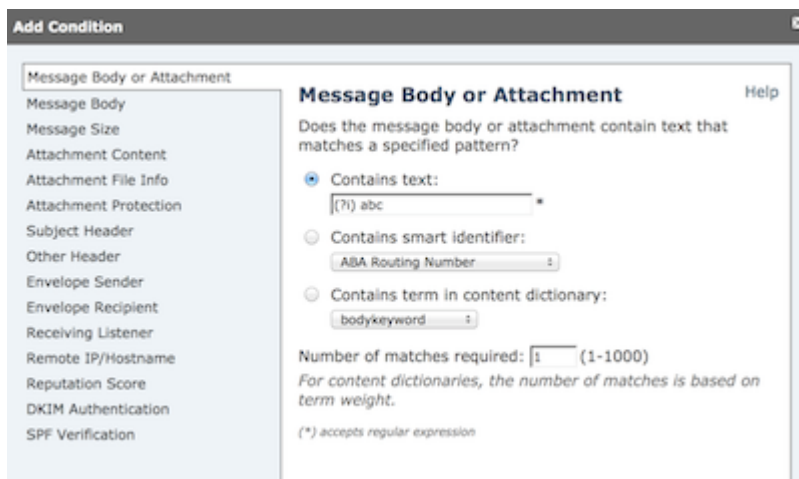 Add Condition
Message Body or Attachment
Message Body
Message Size
Attachment Content
Attachment File Info
Attachment Protection
Subject Header
Other Header
Envelope Sender
Envelope Recipient
Receiving Listener
Remote IP/Hostname
Reputation Score
DKIM Authentication
SPF Verification
Message Body or Attachment
Help
Does the message body or attachment contain text that
matches a specified pattern?
Contains text:
(?i) abc *
Contains smart identifier:
ABA Routing Number
Contains term in content dictionary:
bodykeyword
Number of matches required: 1 (1-1000)
For content dictionaries, the number of matches is based on
term weight.
(*) accepts regular expression